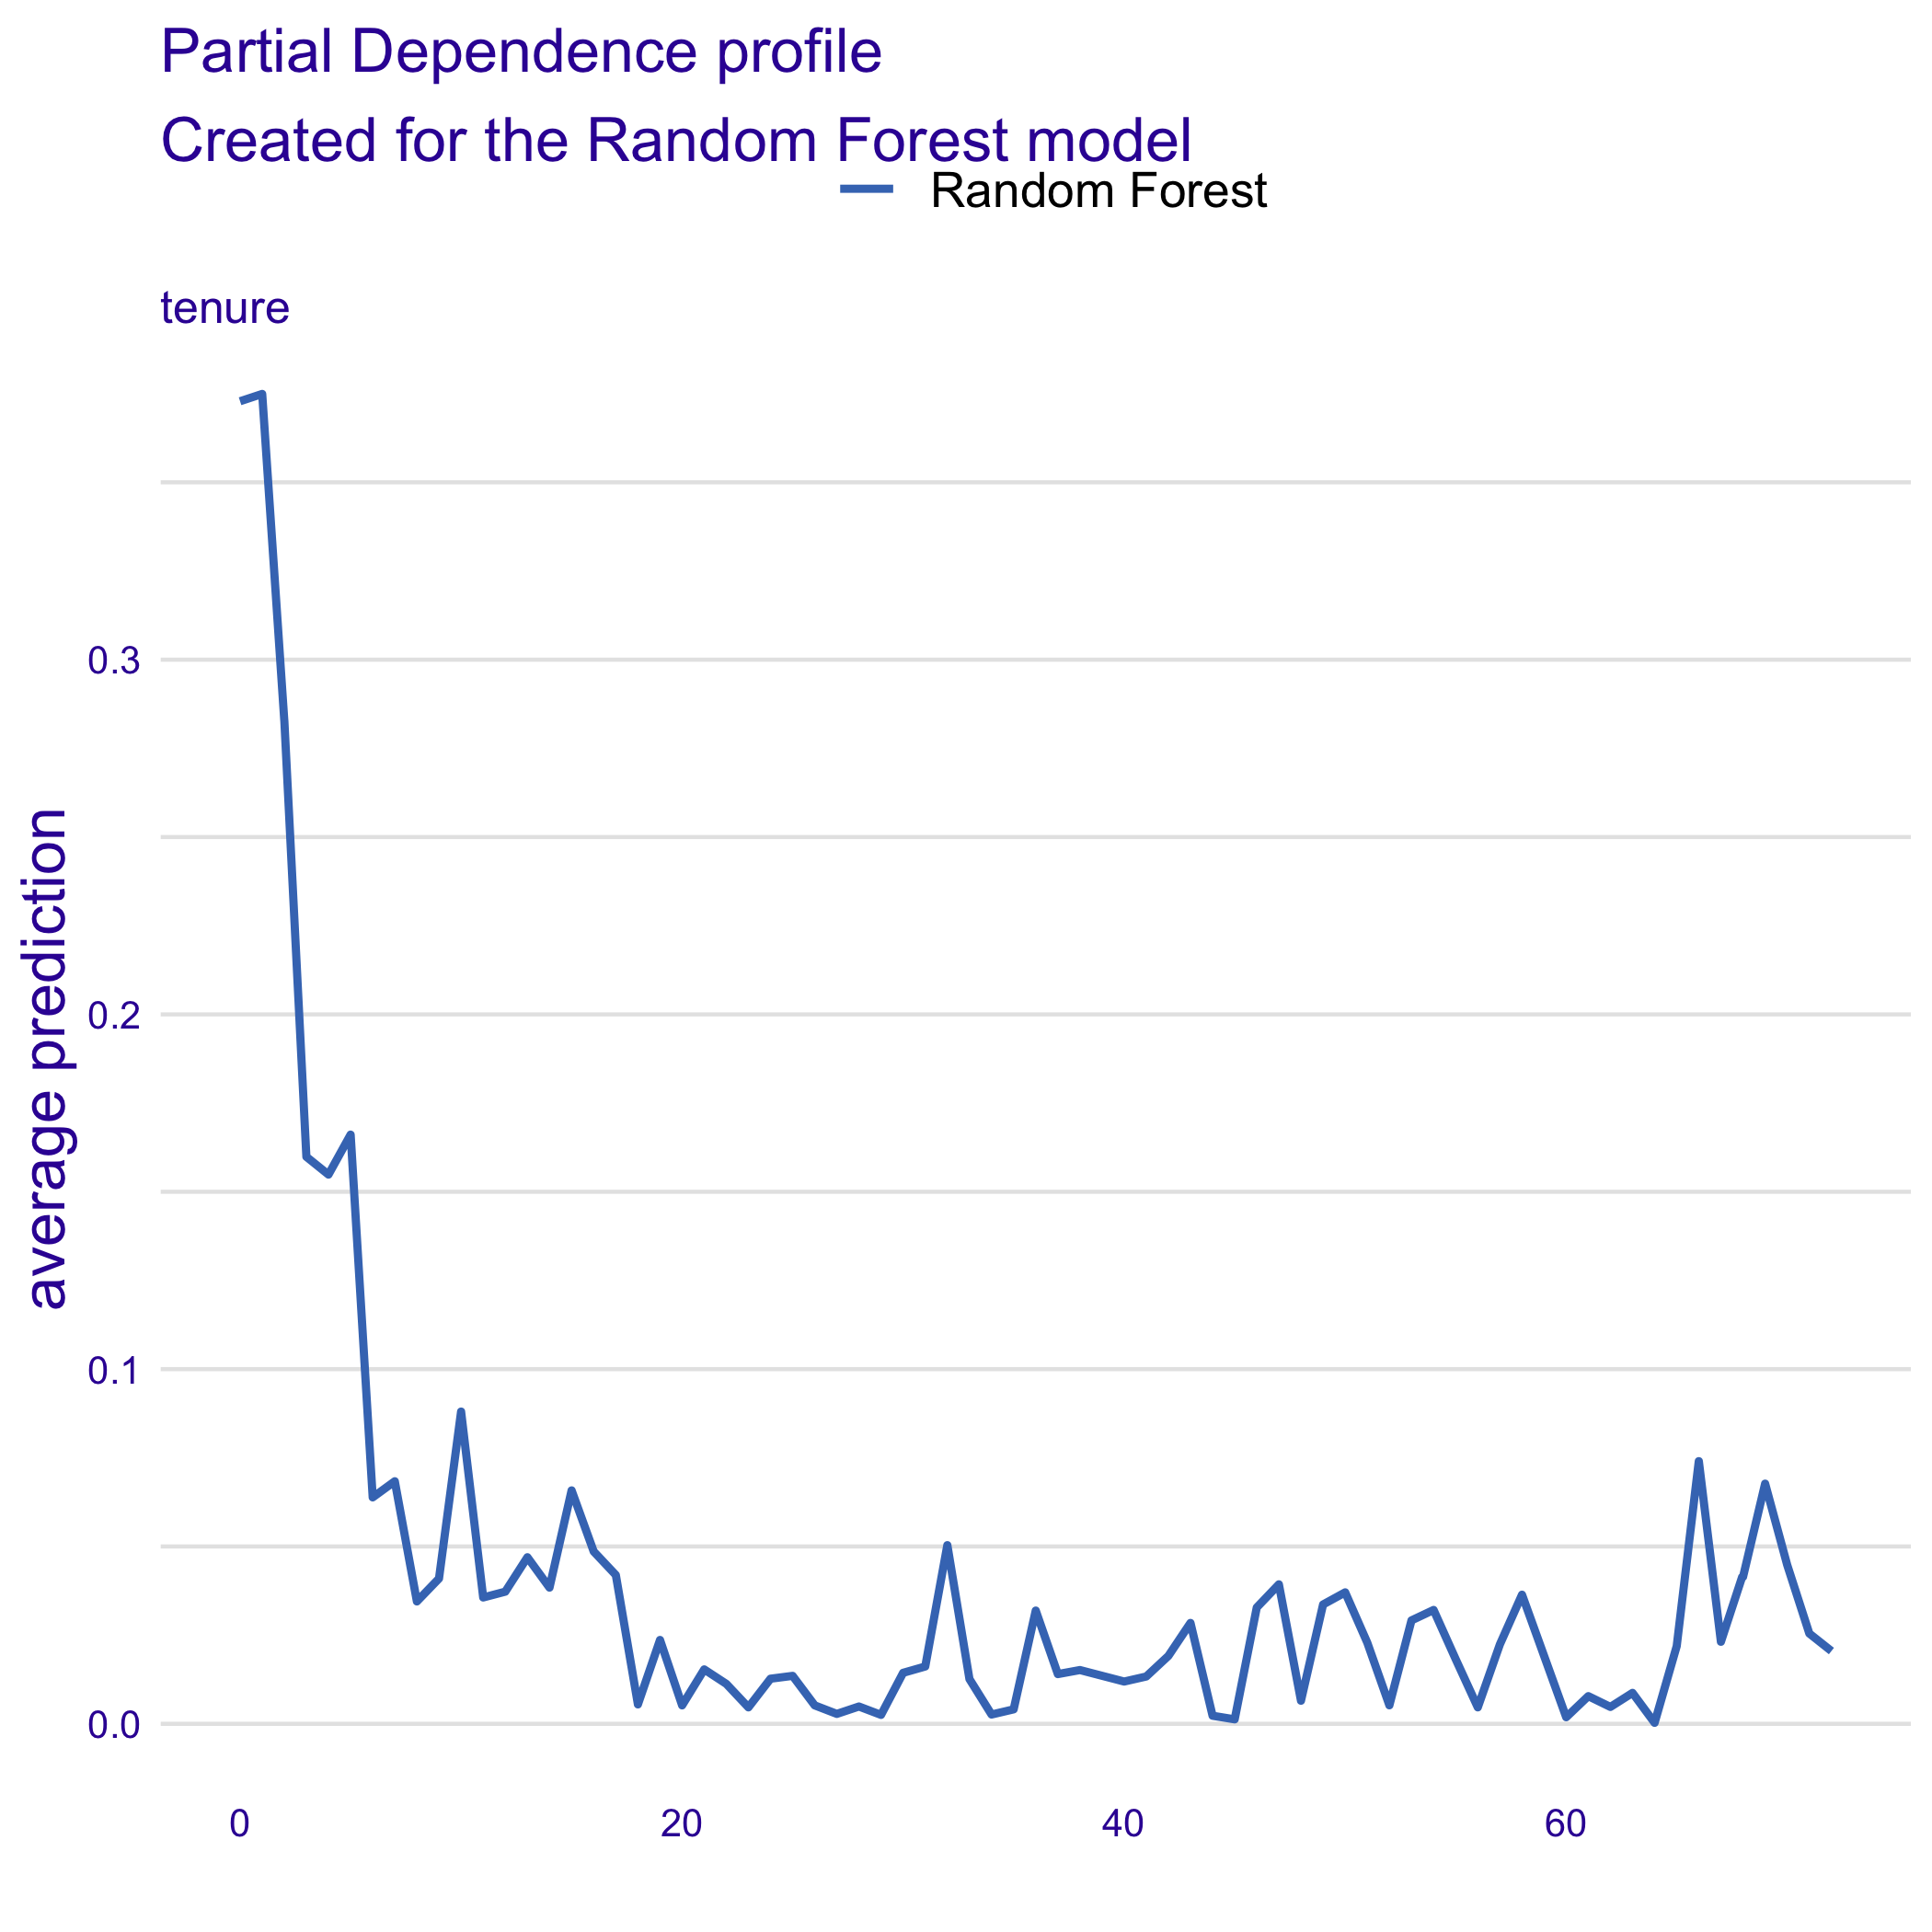 Partial Dependence profile
Created for the Random Forest model
Random Forest
tenure
average prediction
0.3
0.2
0.1
0.0
0 20 40 60